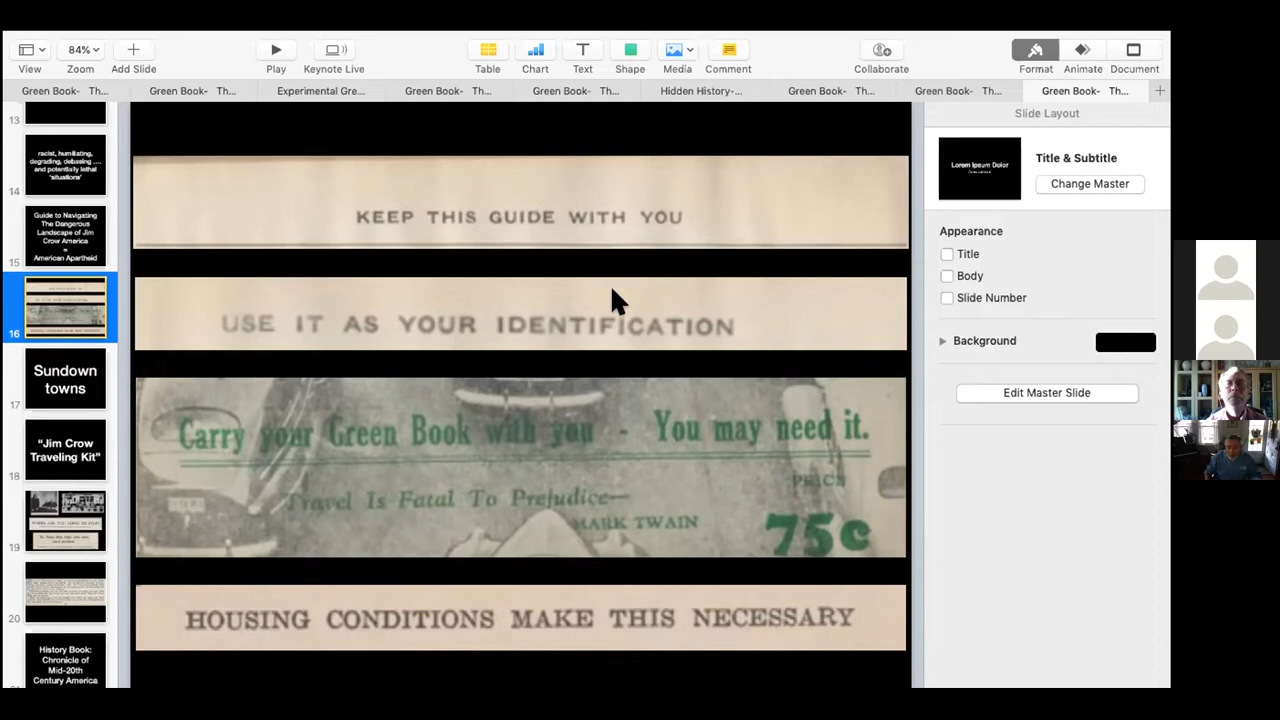 84%
View
Zoom
Add Slide
Play
Keynote Live
Table
Chart
Text
Shape
Media
Comment
Collaborate
Format
Animate
Document
Green Book- Th...
Green Book- Th...
Experimental Gre...
Green Book- Th...
Green Book- Th...
Hidden History-...
Green Book- Th...
Green Book- Th...
Green Book- Th...
13
racist, humiliating,
degrading, debasing ....
and potentially lethal
"situations"
14
Guide to Navigating
The Dangerous
Landscape of Jim
Crow America
=
American Apartheid
15
16
Sundown
towns
17
"Jim Crow
Traveling Kit"
18
19
20
History Book:
Chronicle of
Mid-20th
Century America
KEEP THIS GUIDE WITH YOU
USE IT AS YOUR IDENTIFICATION
Carry your Green Book with you - You may need it.
Travel Is Fatal To Prejudice—
MARK TWAIN
PRICE
75c
HOUSING CONDITIONS MAKE THIS NECESSARY
Slide Layout
Lorem Ipsum Dolor
Title & Subtitle
Change Master
Appearance
Title
Body
Slide Number
Background
Edit Master Slide